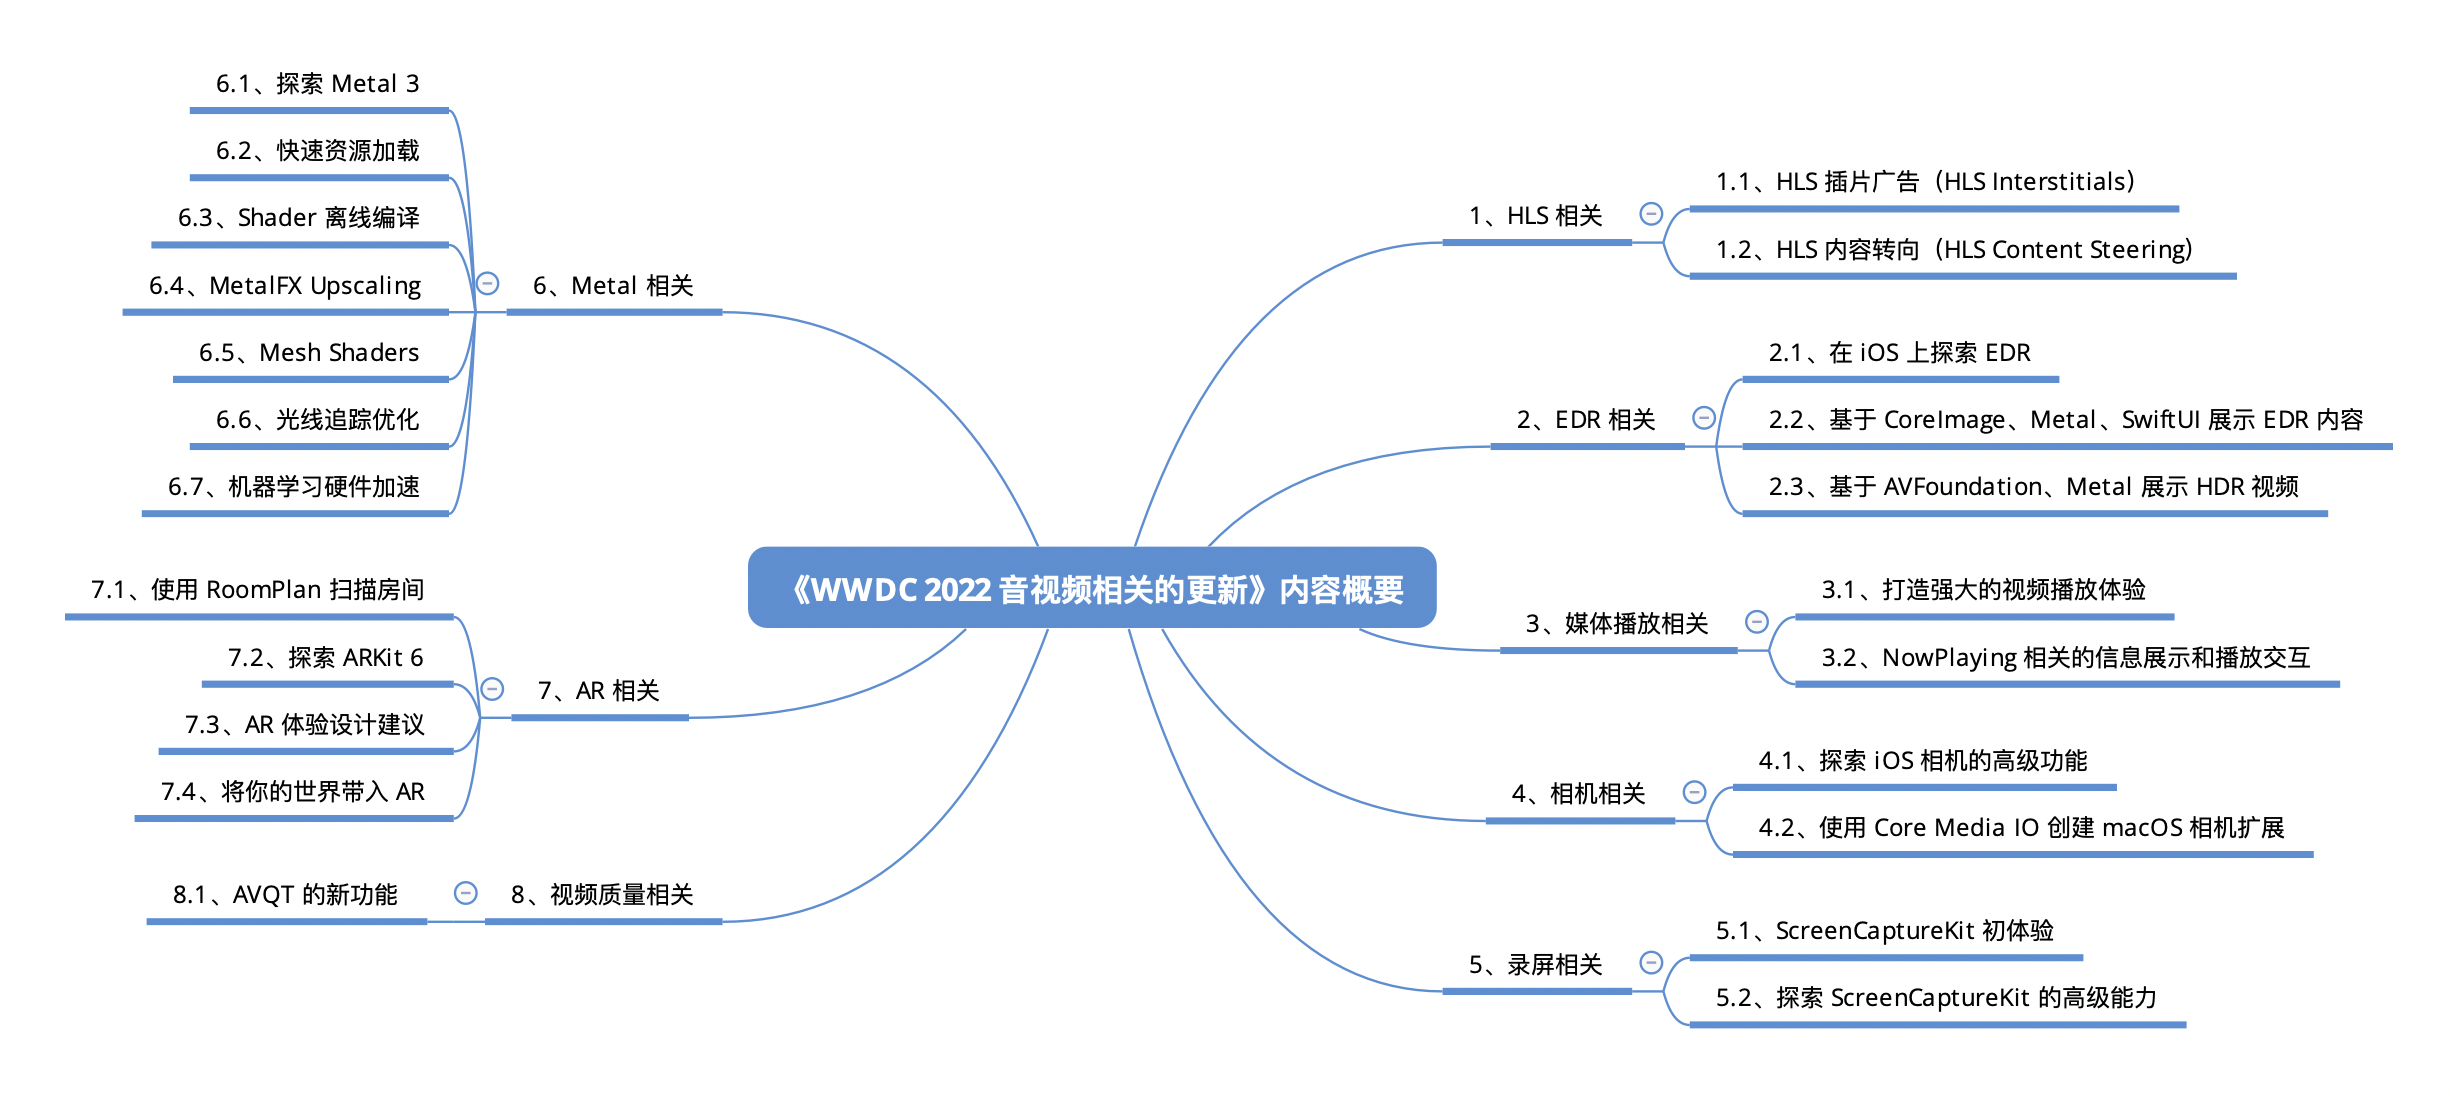 《WWDC 2022 音视频相关的更新》内容概要
1、HLS 相关
1.1、HLS 插片广告（HLS Interstitials）
1.2、HLS 内容转向（HLS Content Steering）
2、EDR 相关
2.1、在 iOS 上探索 EDR
2.2、基于 CoreImage、Metal、SwiftUI 展示 EDR 内容
2.3、基于 AVFoundation、Metal 展示 HDR 视频
3、媒体播放相关
3.1、打造强大的视频播放体验
3.2、NowPlaying 相关的信息展示和播放交互
4、相机相关
4.1、探索 iOS 相机的高级功能
4.2、使用 Core Media IO 创建 macOS 相机扩展
5、录屏相关
5.1、ScreenCaptureKit 初体验
5.2、探索 ScreenCaptureKit 的高级能力
6、Metal 相关
6.1、探索 Metal 3
6.2、快速资源加载
6.3、Shader 离线编译
6.4、MetalFX Upscaling
6.5、Mesh Shaders
6.6、光线追踪优化
6.7、机器学习硬件加速
7、AR 相关
7.1、使用 RoomPlan 扫描房间
7.2、探索 ARKit 6
7.3、AR 体验设计建议
7.4、将你的世界带入 AR
8、视频质量相关
8.1、AVQT 的新功能